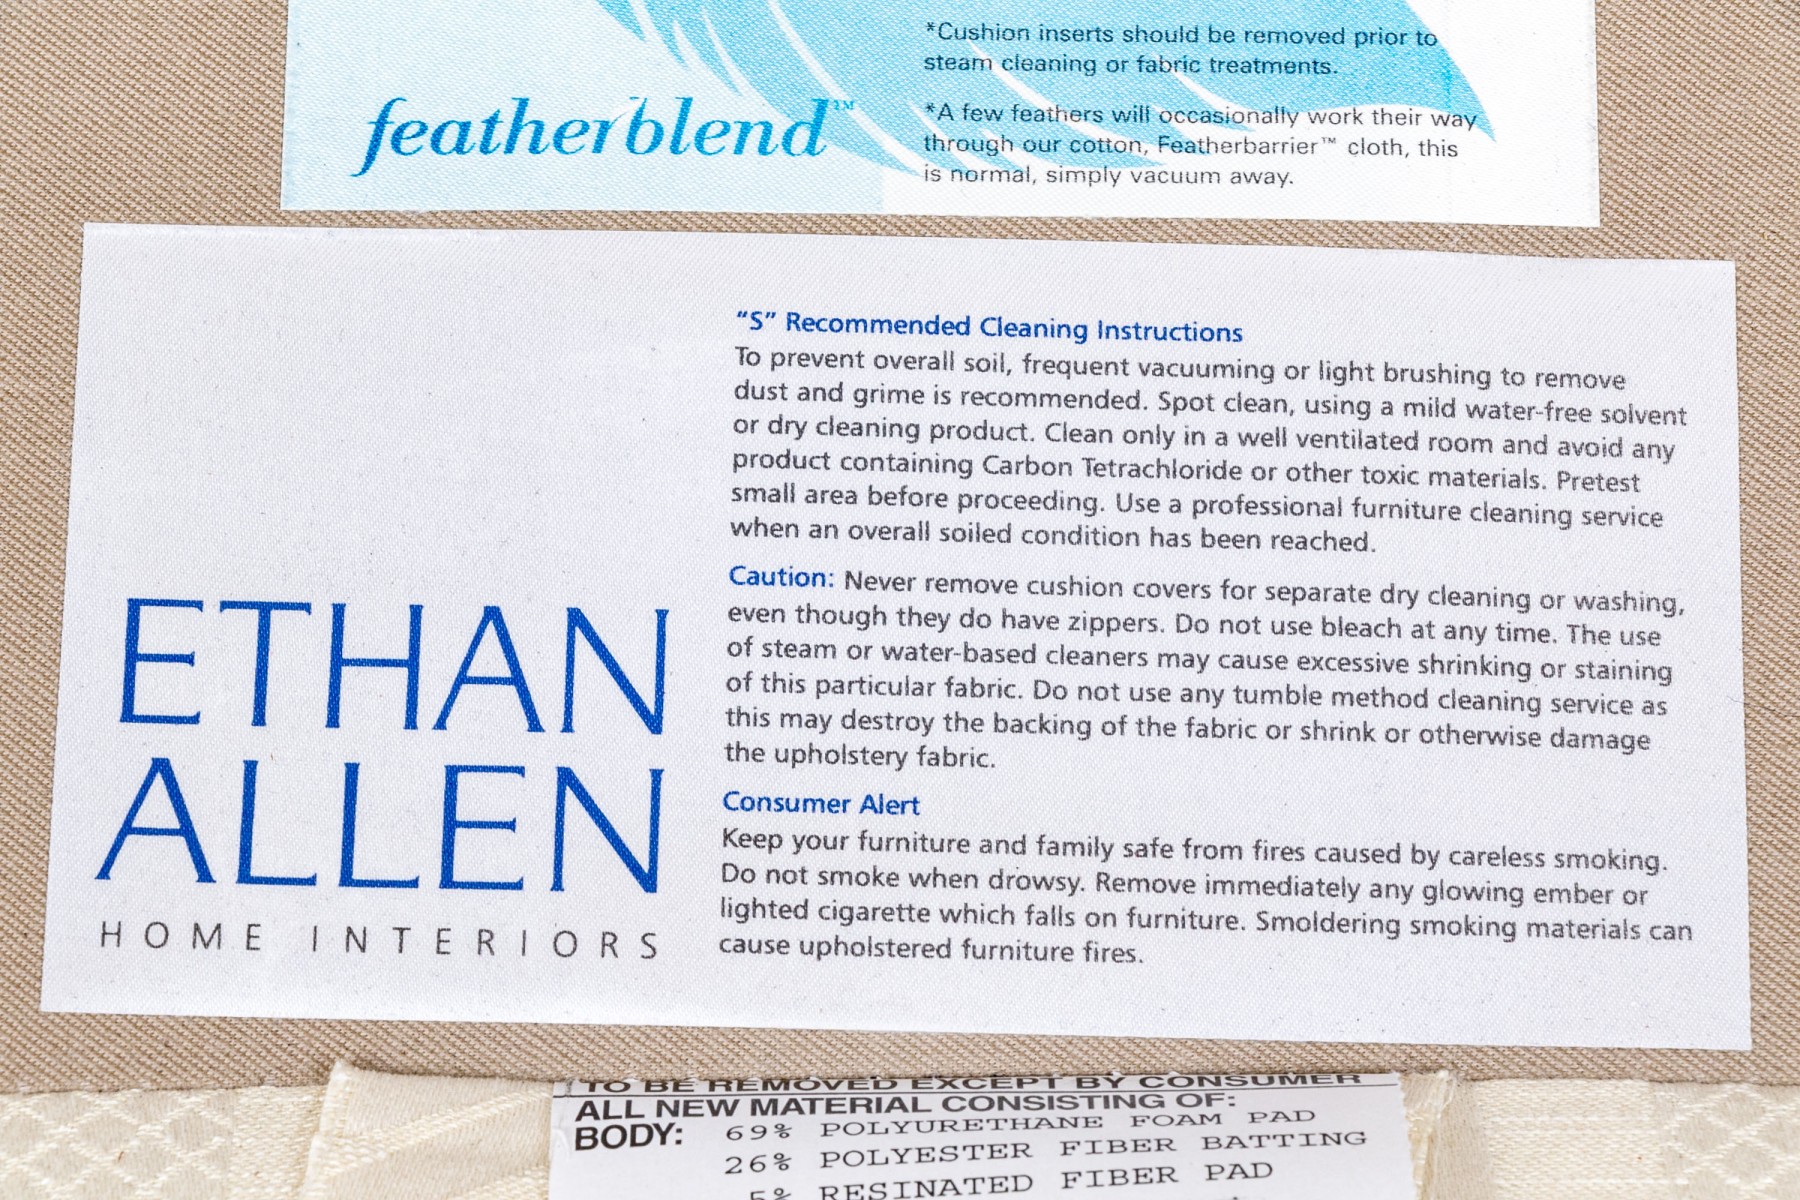 *Cushion inserts should be removed prior to
steam cleaning or fabric treatments.
featherblend™
*A few feathers will occasionally work their way
through our cotton, Featherbarrier™ cloth, this
is normal, simply vacuum away.
"S" Recommended Cleaning Instructions
To prevent overall soil, frequent vacuuming or light brushing to remove
dust and grime is recommended. Spot clean, using a mild water-free solvent
or dry cleaning product. Clean only in a well ventilated room and avoid any
product containing Carbon Tetrachloride or other toxic materials. Pretest
small area before proceeding. Use a professional furniture cleaning service
when an overall soiled condition has been reached.
Caution: Never remove cushion covers for separate dry cleaning or washing,
even though they do have zippers. Do not use bleach at any time. The use
of steam or water-based cleaners may cause excessive shrinking or staining
of this particular fabric. Do not use any tumble method cleaning service as
this may destroy the backing of the fabric or shrink or otherwise damage
the upholstery fabric.
Consumer Alert
Keep your furniture and family safe from fires caused by careless smoking.
Do not smoke when drowsy. Remove immediately any glowing ember or
lighted cigarette which falls on furniture. Smoldering smoking materials can
cause upholstered furniture fires.
ETHAN
ALLEN
HOME INTERIORS
TO BE REMOVED EXCEPT BY CONSUMER
ALL NEW MATERIAL CONSISTING OF:
BODY: 69% POLYURETHANE FOAM PAD
26% POLYESTER FIBER BATTING
5% RESINATED FIBER PAD